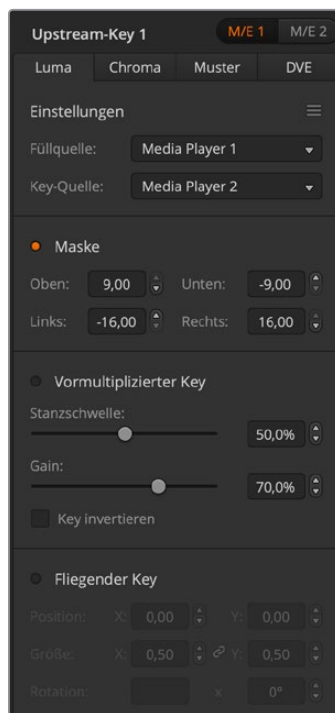 Upstream-Key 1 M/E 1 M/E 2
Luma Chroma Muster DVE
Einstellungen
Füllquelle: Media Player 1
Key-Quelle: Media Player 2
Maske
Oben: 9,00 Unten: -9,00
Links: -16,00 Rechts: 16,00
Vormultiplizierter Key
Stanzschwelle:
50,0%
Gain:
70,0%
Key invertieren
Fliegender Key
Position: X: 0,00 Y: 0,00
Größe: X: 0,50 Y: 0,50
Rotation: x 0°